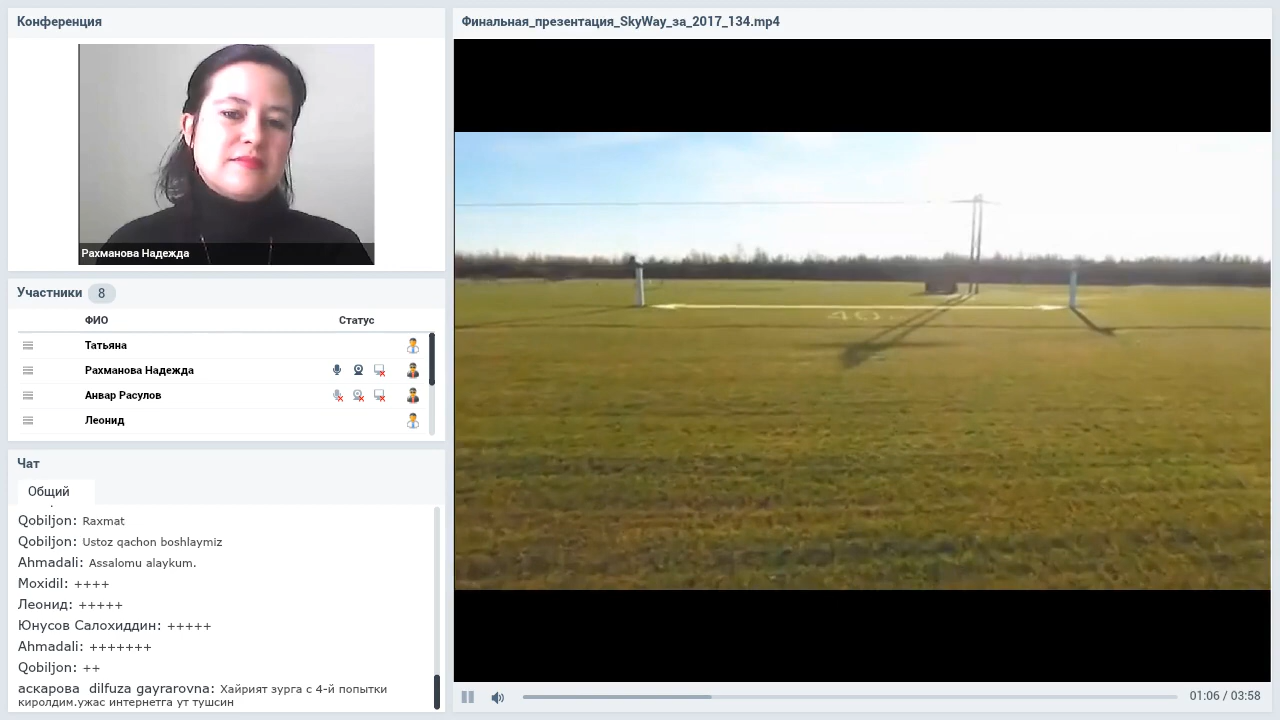 Конференция
Рахманова Надежда
Участники 8
ФИО Статус
Татьяна
Рахманова Надежда
Анвар Расулов
Леонид
Чат
Общий
Qobiljon: Raxmat
Qobiljon: Ustoz qachon boshlaymiz
Ahmadali: Assalomu alaykum.
Moxidil: ++++
Леонид: +++++
Юнусов Салохиддин: +++++
Ahmadali: +++++++
Qobiljon: ++
аскарова dilfuza gayrarovna: Хайрият зурга с 4-й попытки
киролдим.ужас интернетга ут тушсин
Финальная_презентация_SkyWay_за_2017_134.mp4
40
01:06 / 03:58